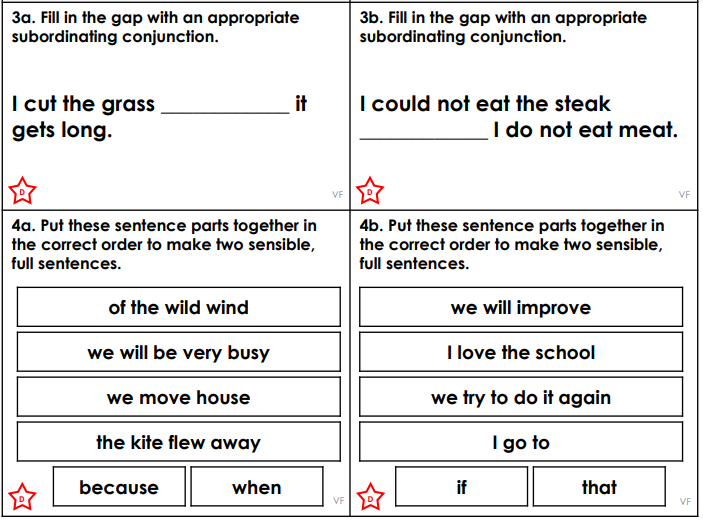 3a. Fill in the gap with an appropriate
subordinating conjunction.
I cut the grass ____________ it
gets long.
D
VF
3b. Fill in the gap with an appropriate
subordinating conjunction.
I could not eat the steak
____________ I do not eat meat.
D
VF
4a. Put these sentence parts together in
the correct order to make two sensible,
full sentences.
of the wild wind
we will be very busy
we move house
the kite flew away
because
when
D
VF
4b. Put these sentence parts together in
the correct order to make two sensible,
full sentences.
we will improve
I love the school
we try to do it again
I go to
if
that
D
VF